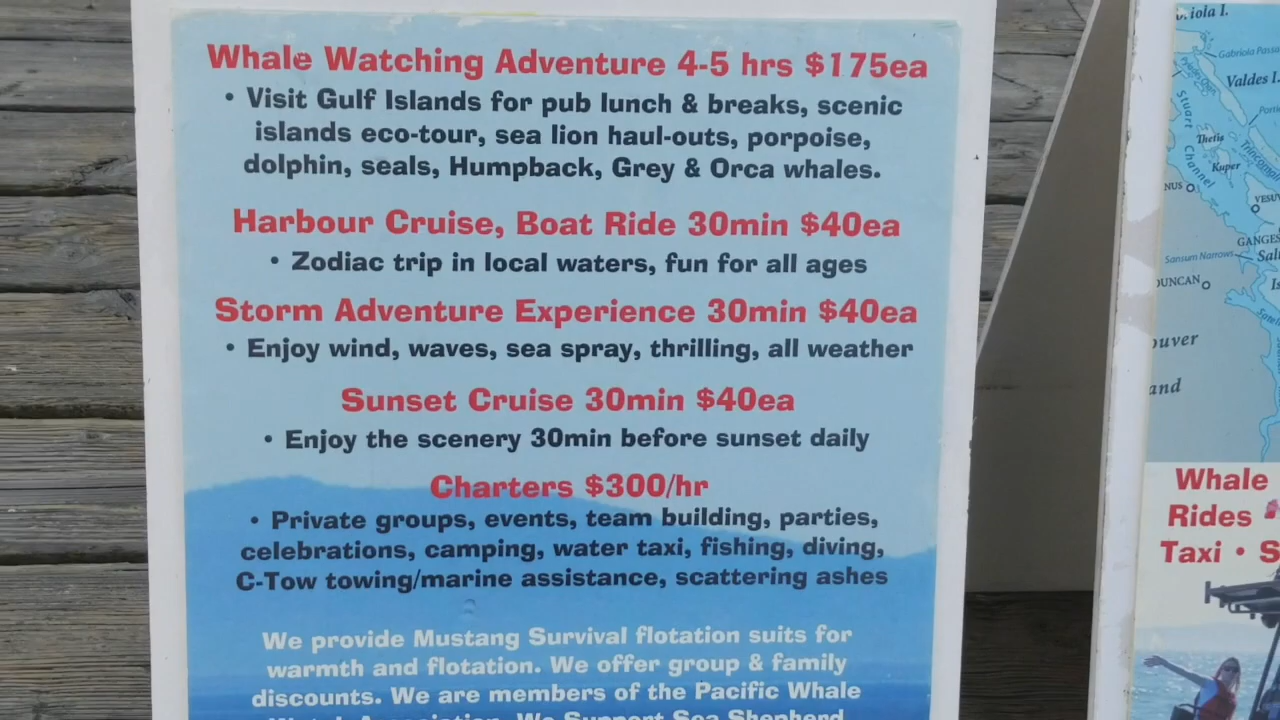 Whale Watching Adventure 4-5 hrs $175ea
• Visit Gulf Islands for pub lunch & breaks, scenic
islands eco-tour, sea lion haul-outs, porpoise,
dolphin, seals, Humpback, Grey & Orca whales.
Harbour Cruise, Boat Ride 30min $40ea
• Zodiac trip in local waters, fun for all ages
Storm Adventure Experience 30min $40ea
• Enjoy wind, waves, sea spray, thrilling, all weather
Sunset Cruise 30min $40ea
• Enjoy the scenery 30min before sunset daily
Charters $300/hr
• Private groups, events, team building, parties,
celebrations, camping, water taxi, fishing, diving,
C-Tow towing/marine assistance, scattering ashes
We provide Mustang Survival flotation suits for
warmth and flotation. We offer group & family
discounts. We are members of the Pacific Whale
Watch Association. We Support Sea Shepherd
Valdes I.
Stuart
Channel
Thetis
Kuper
GANGES
Sansum Narrows
Whale
Rides
Taxi • S